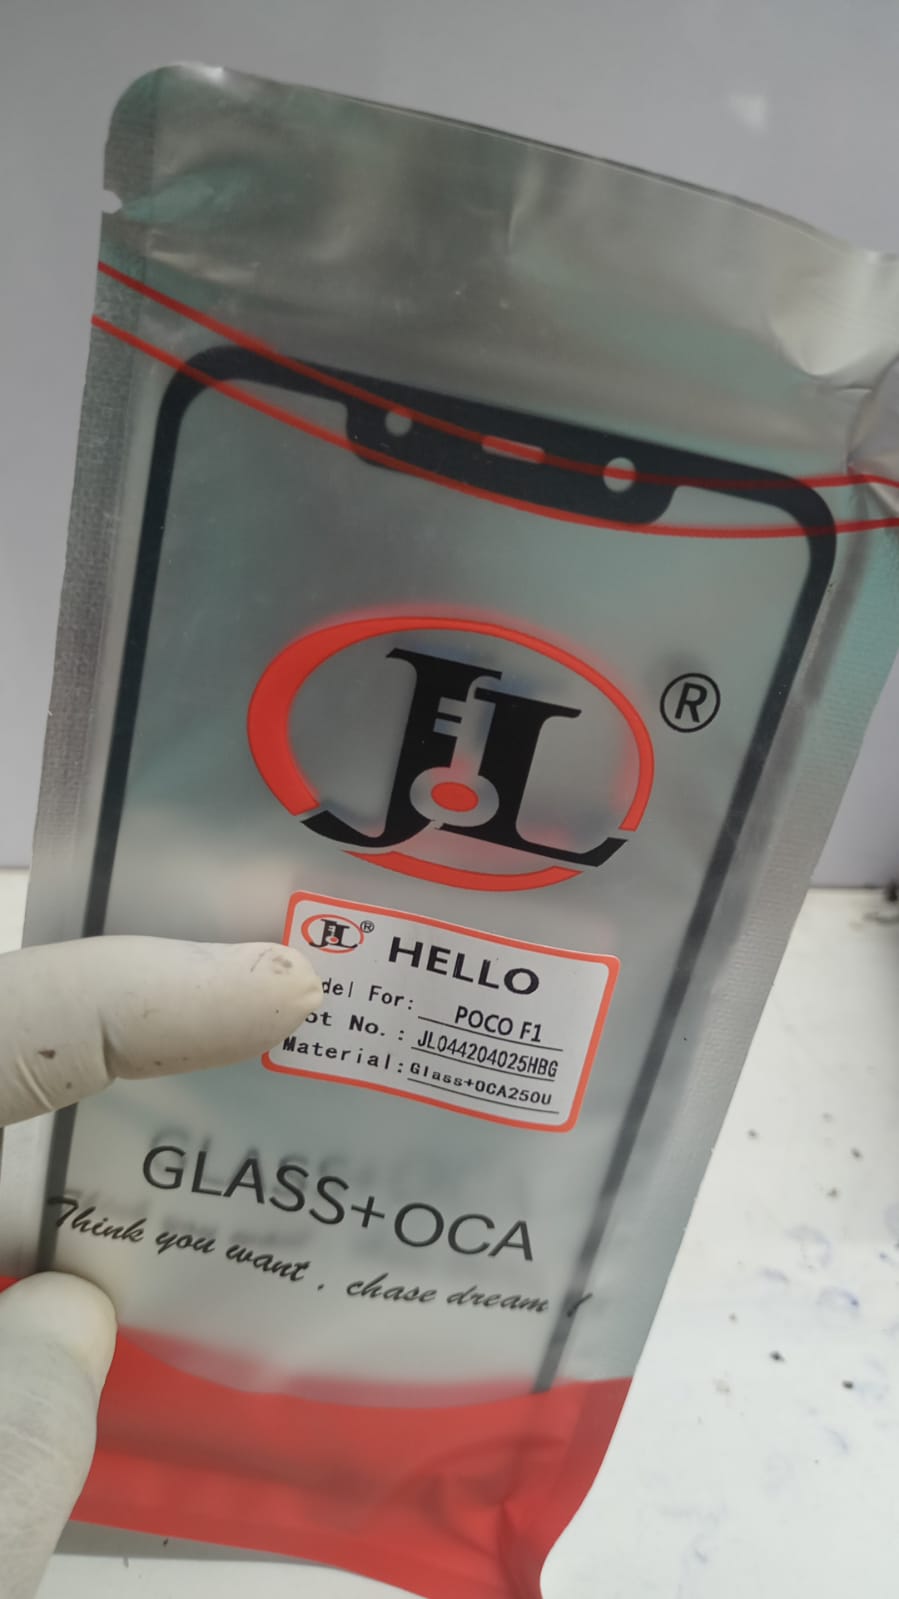 JL ®
JL ® HELLO
del For: POCO F1
ot No.: JL044204025HBG
Material: Glass+OCA250U
GLASS+OCA
Think you want, chase dream !